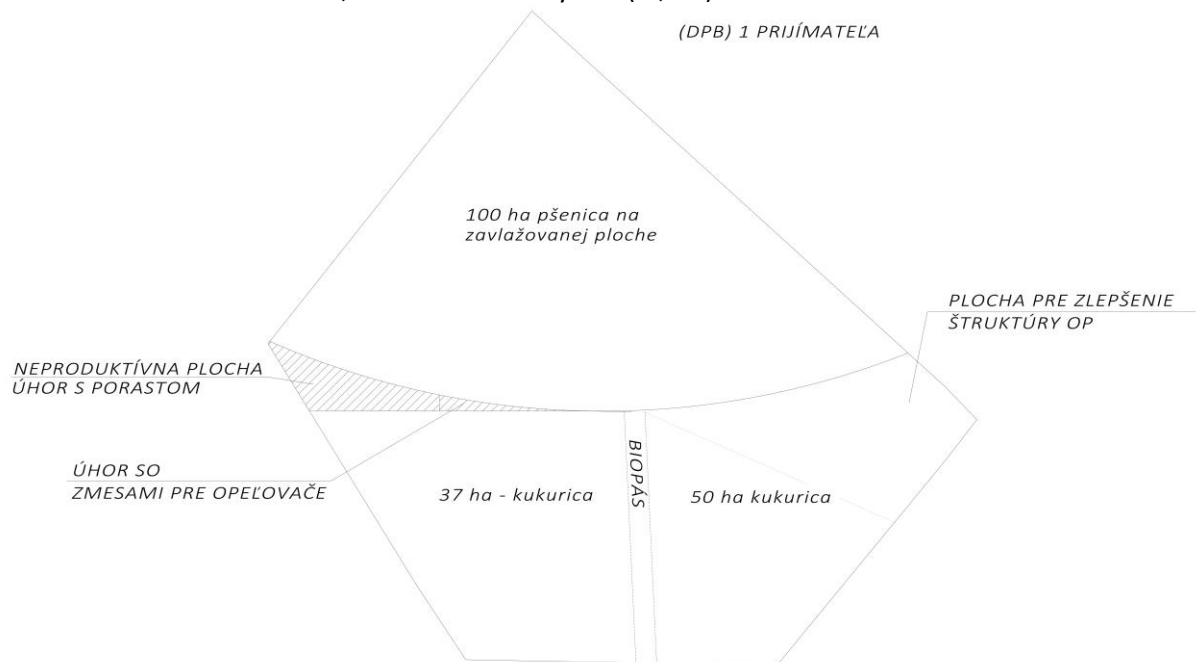 (DPB) 1 PRIJÍMATEĽA
100 ha pšenica na
zavlažovanej ploche
PLOCHA PRE ZLEPŠENIE
ŠTRUKTÚRY OP
NEPRODUKTÍVNA PLOCHA
ÚHOR S PORASTOM
ÚHOR SO
ZMESAMI PRE OPEĽOVAČE
37 ha - kukurica
BIOPÁS
50 ha kukurica